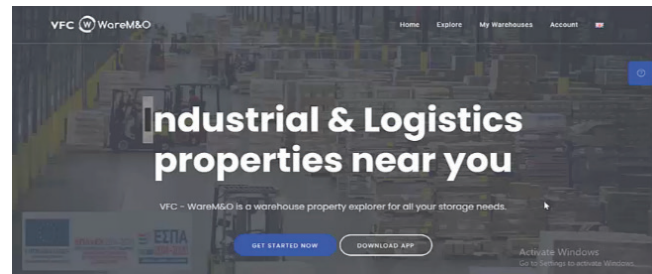 VFC W WareM&O
Home Explore My Warehouses Account
Industrial & Logistics
properties near you
VFC - WareM&O is a warehouse property explorer for all your storage needs.
ΕΣΠΑ
GET STARTED NOW DOWNLOAD APP
Activate Windows
Go to Settings to activate Windows.